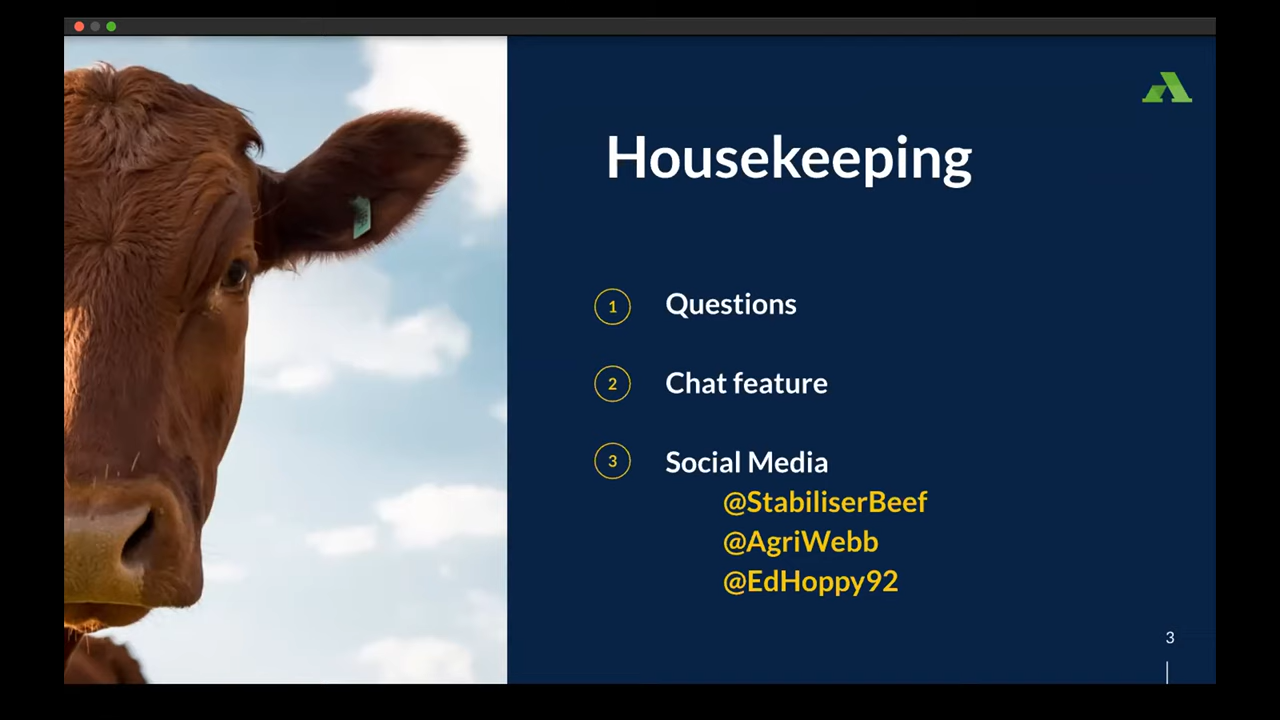 Housekeeping
1 Questions
2 Chat feature
3 Social Media
@StabiliserBeef
@AgriWebb
@EdHoppy92
3